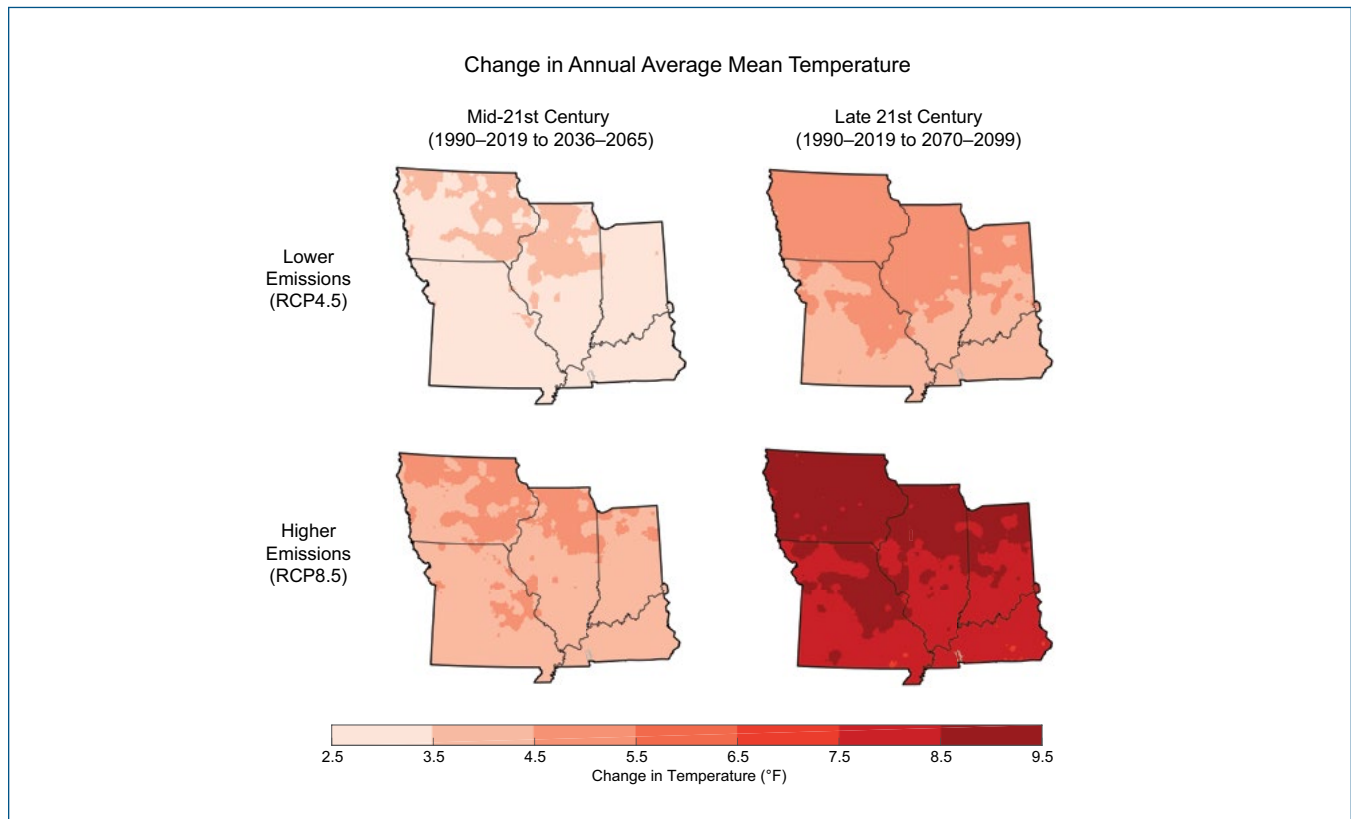 Change in Annual Average Mean Temperature
Mid-21st Century
(1990–2019 to 2036–2065)
Late 21st Century
(1990–2019 to 2070–2099)
Lower
Emissions
(RCP4.5)
Higher
Emissions
(RCP8.5)
2.5 3.5 4.5 5.5 6.5 7.5 8.5 9.5
Change in Temperature (°F)